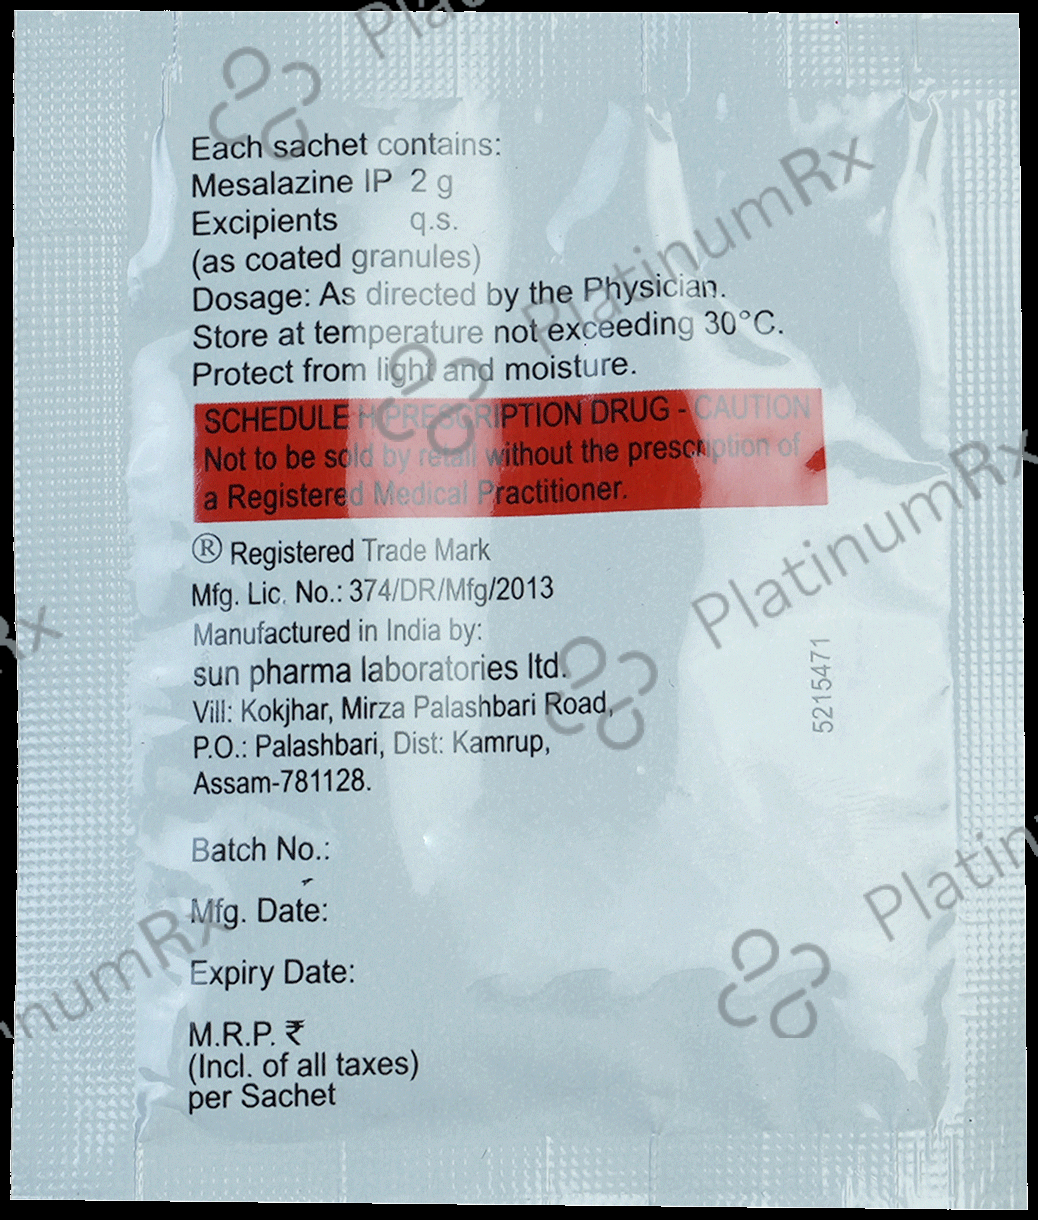 Each sachet contains:
Mesalazine IP 2 g
Excipients q.s.
(as coated granules)
Dosage: As directed by the Physician.
Store at temperature not exceeding 30°C.
Protect from light and moisture.
SCHEDULE H PRESCRIPTION DRUG - CAUTION
Not to be sold by retail without the prescription of
a Registered Medical Practitioner.
® Registered Trade Mark
Mfg. Lic. No.: 374/DR/Mfg/2013
Manufactured in India by:
sun pharma laboratories ltd.
Vill: Kokjhar, Mirza Palashbari Road,
P.O.: Palashbari, Dist: Kamrup,
Assam-781128.
5215471
Batch No.:
Mfg. Date:
Expiry Date:
M.R.P. ₹
(Incl. of all taxes)
per Sachet
Platinum
PlatinumRx
PlatinumRx
Rx
Platin
inumRx